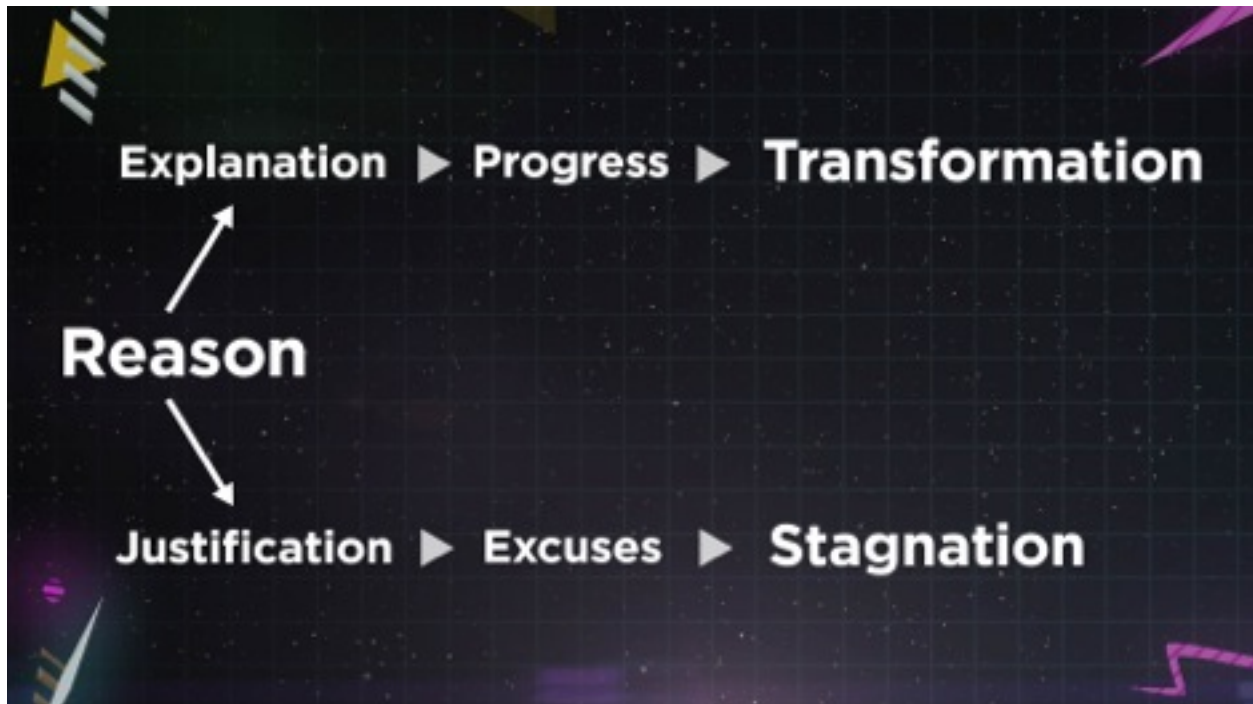 Explanation ▶ Progress ▶ Transformation
Reason
Justification ▶ Excuses ▶ Stagnation